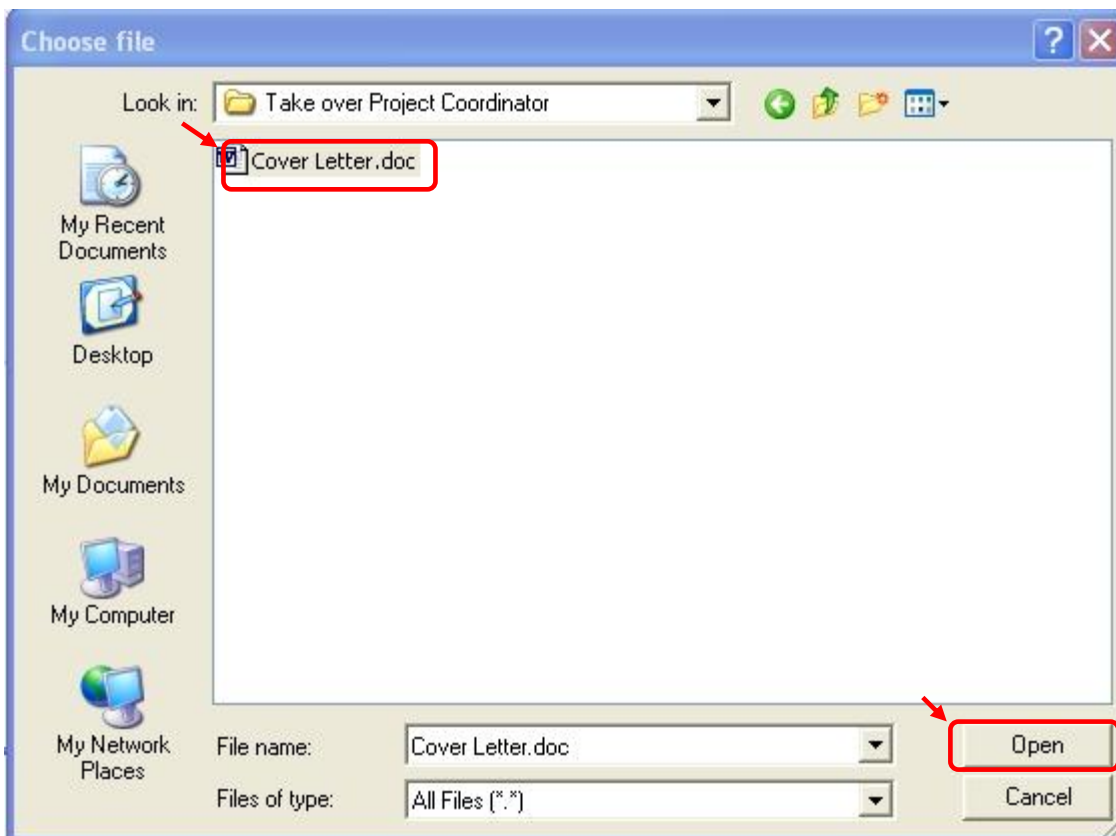 Choose file
Look in:
Take over Project Coordinator
Cover Letter.doc
My Recent
Documents
Desktop
My Documents
My Computer
My Network
Places
File name:
Cover Letter.doc
Open
Files of type:
All Files (*.*)
Cancel